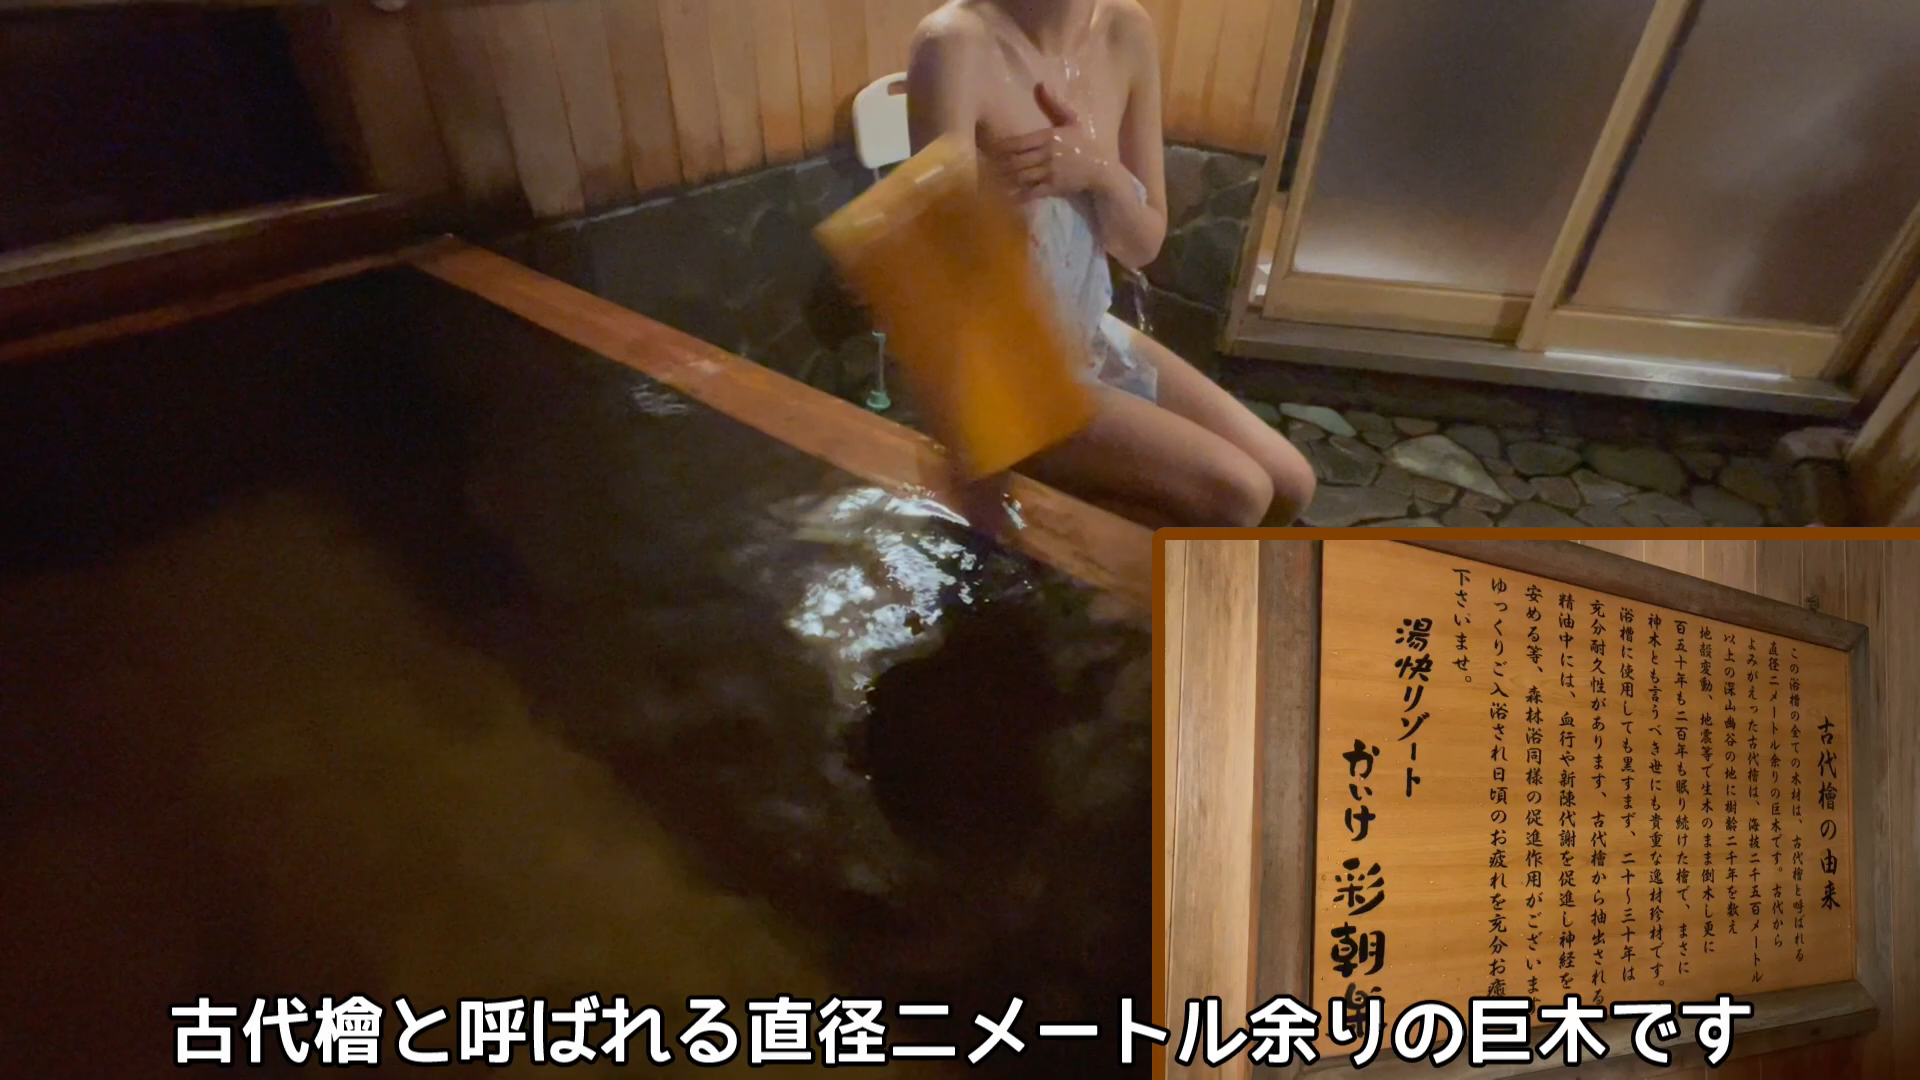 古代檜の由来
この浴槽の全ての木材は、古代檜と呼ばれる
直径二メートル余りの巨木です。古代から
よみがえった古代檜は、海抜二千五百メートル
以上の深山幽谷の地に樹齢二千年を数え
地殻変動、地震等で生木のまま倒木し更に
百五十年も二百年も眠り続けた檜で、まさに
神木とも言うべき世にも貴重な逸材珍材です。
浴槽に使用しても黒ずまず、二十〜三十年は
充分耐久性があります、古代檜から抽出される
精油中には、血行や新陳代謝を促進し神経を
安める等、森林浴同様の促進作用がございます
ゆっくりご入浴され日頃のお疲れを充分お癒
下さいませ。
湯快リゾート
かいけ彩朝楽
古代檜と呼ばれる直径二メートル余りの巨木です